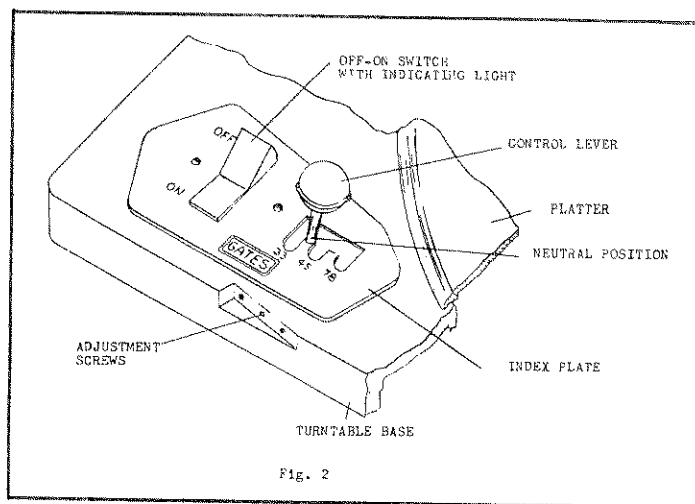 OFF-ON SWITCH
WITH INDICATING LIGHT
OFF
CONTROL LEVER
ON
PLATTER
GATES
33
45
78
NEUTRAL POSITION
ADJUSTMENT
SCREWS
INDEX PLATE
TURNTABLE BASE
Fig. 2